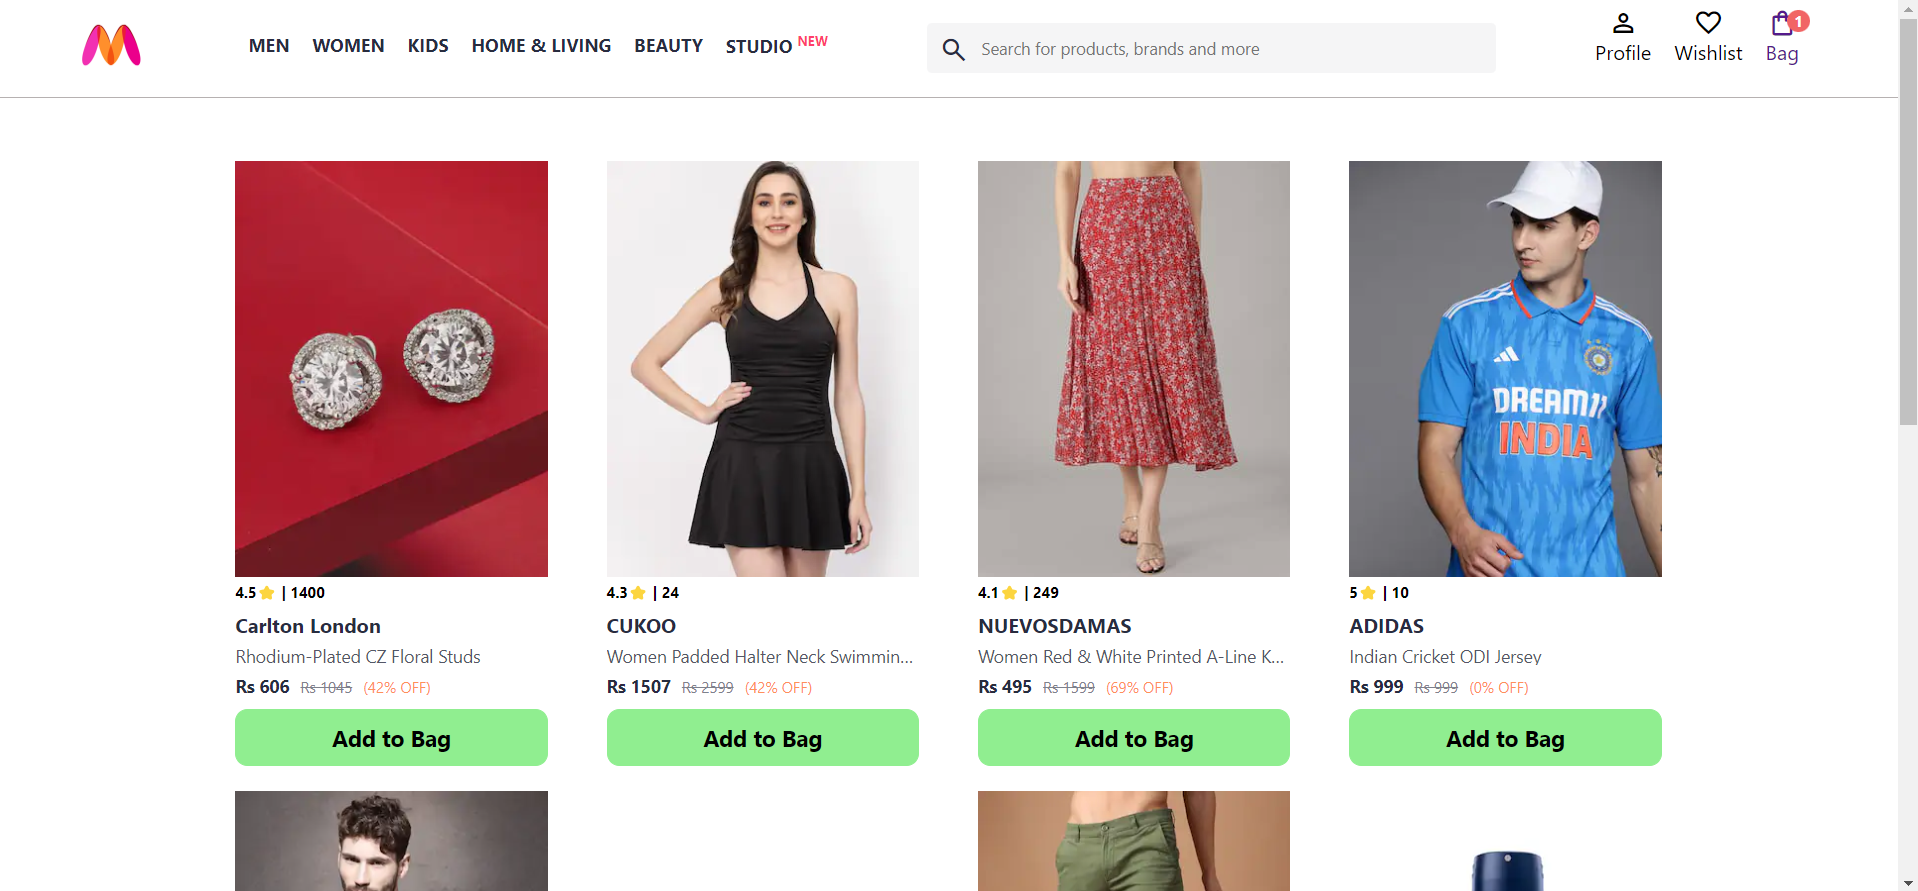 MEN WOMEN KIDS HOME & LIVING BEAUTY STUDIO NEW
Search for products, brands and more
Profile Wishlist Bag 1
DREAM11
INDIA
4.5 | 1400
Carlton London
Rhodium-Plated CZ Floral Studs
Rs 606 Rs 1045 (42% OFF)
Add to Bag
4.3 | 24
CUKOO
Women Padded Halter Neck Swimmin...
Rs 1507 Rs 2599 (42% OFF)
Add to Bag
4.1 | 249
NUEVOSDAMAS
Women Red & White Printed A-Line K...
Rs 495 Rs 1599 (69% OFF)
Add to Bag
5 | 10
ADIDAS
Indian Cricket ODI Jersey
Rs 999 Rs 999 (0% OFF)
Add to Bag